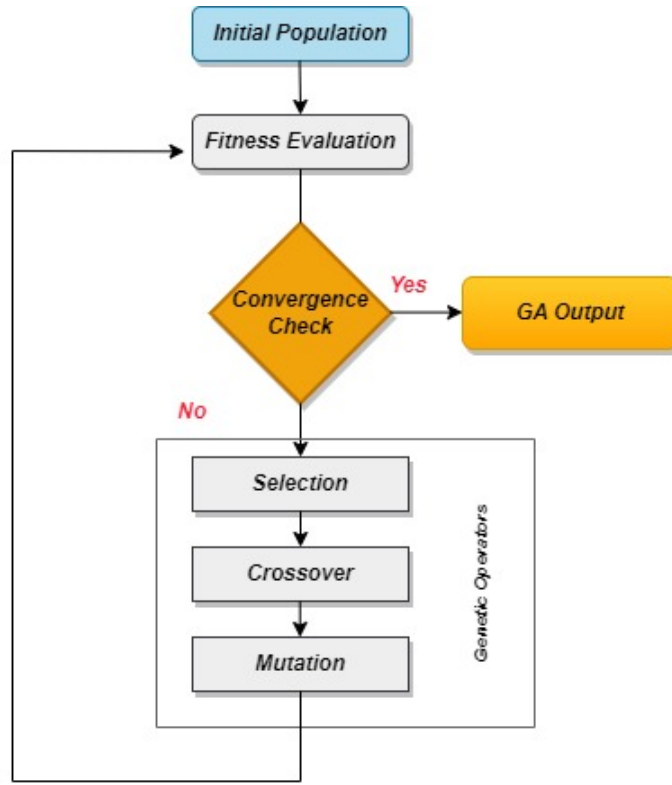 Initial Population
Fitness Evaluation
Convergence
Check
Yes
GA Output
No
Selection
Crossover
Mutation
Genetic Operators